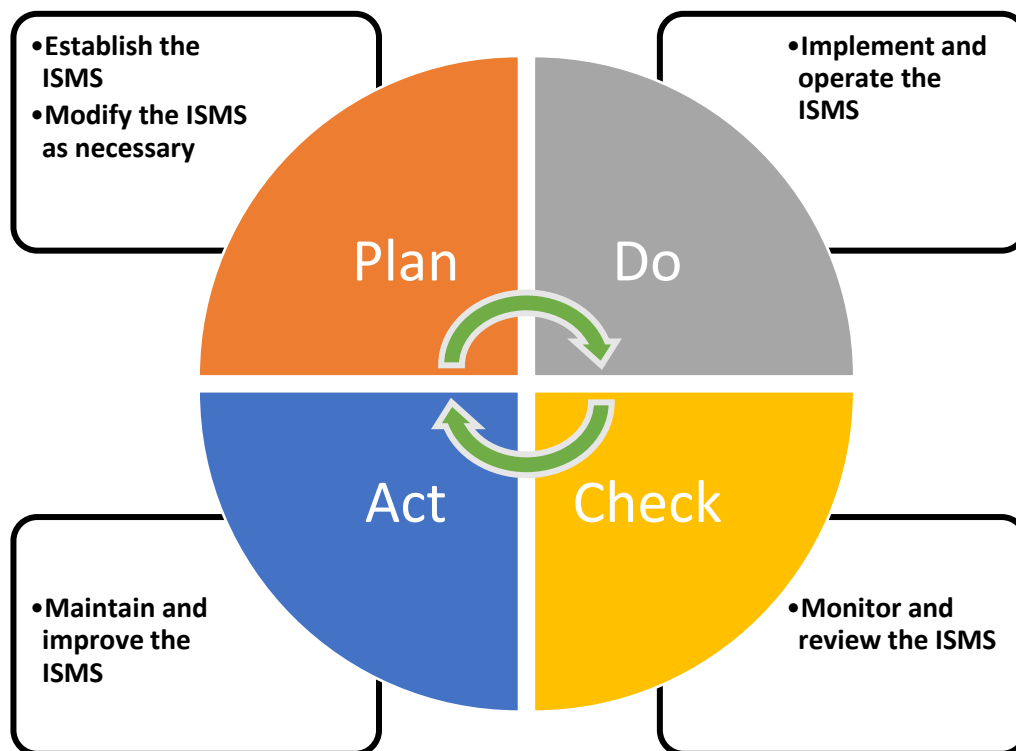 •Establish the
ISMS
•Modify the ISMS
as necessary
•Implement and
operate the
ISMS
Plan
Do
Act
Check
•Maintain and
improve the
ISMS
•Monitor and
review the ISMS